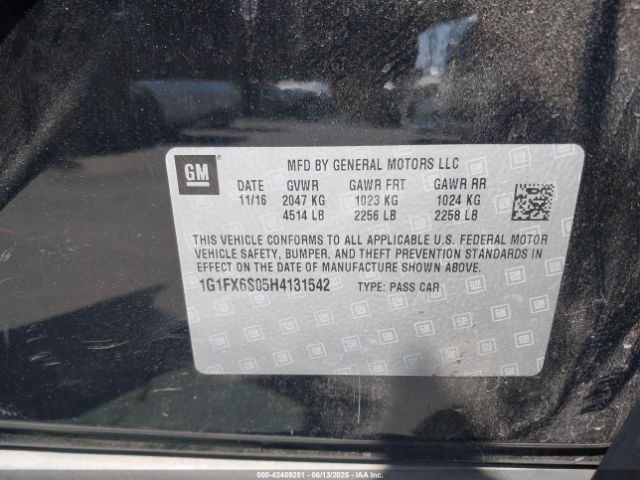 GM
MFD BY GENERAL MOTORS LLC
DATE GVWR GAWR FRT GAWR RR
11/16 2047 KG 1023 KG 1024 KG
4514 LB 2256 LB 2258 LB
THIS VEHICLE CONFORMS TO ALL APPLICABLE U.S. FEDERAL MOTOR
VEHICLE SAFETY, BUMPER, AND THEFT PREVENTION STANDARDS IN
EFFECT ON THE DATE OF MANUFACTURE SHOWN ABOVE.
1G1FX6S05H4131542 TYPE: PASS CAR
000-42489251 06/13/2025 IAAI.COM